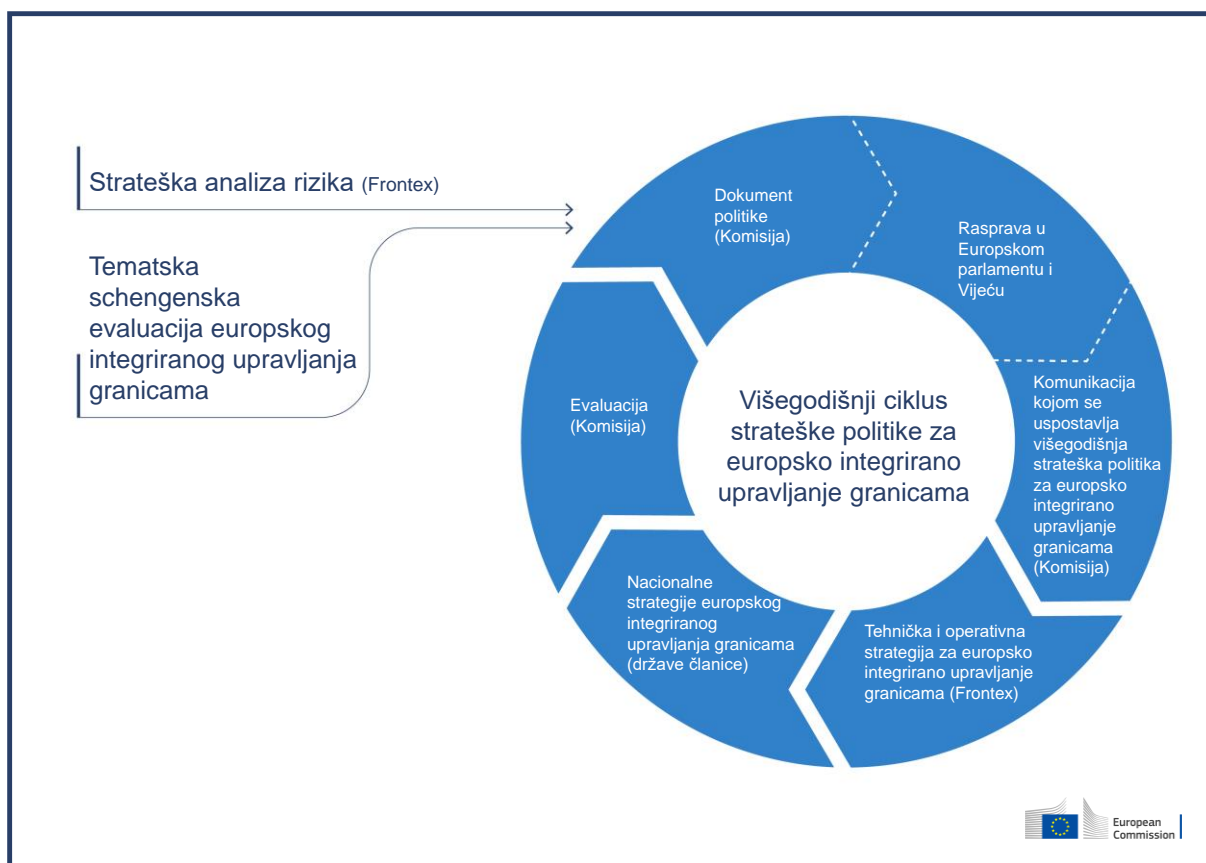 Strateška analiza rizika (Frontex)
Tematska
schengenska
evaluacija europskog
integriranog upravljanja
granicama
Dokument
politike
(Komisija)
Rasprava u
Europskom
parlamentu i
Vijeću
Komunikacija
kojom se
uspostavlja
višegodišnja
strateška politika
za europsko
integrirano
upravljanje
granicama
(Komisija)
Tehnička i operativna
strategija za europsko
integrirano upravljanje
granicama (Frontex)
Nacionalne
strategije europskog
integriranog
upravljanja granicama
(države članice)
Evaluacija
(Komisija)
Višegodišnji ciklus
strateške politike za
europsko integrirano
upravljanje granicama
European
Commission